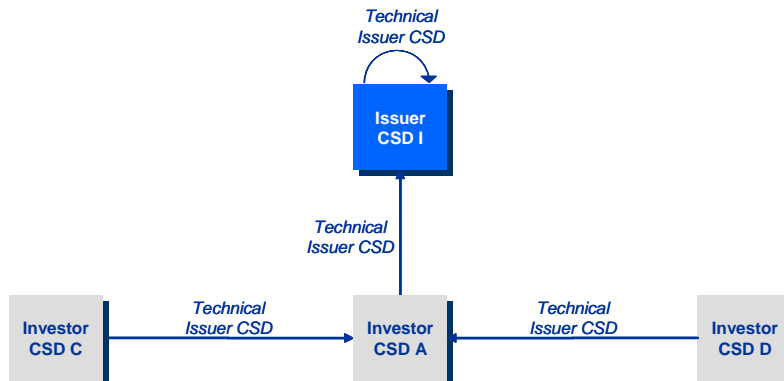 Technical
Issuer CSD
Issuer
CSD I
Technical
Issuer CSD
Investor
CSD C
Technical
Issuer CSD
Investor
CSD A
Technical
Issuer CSD
Investor
CSD D